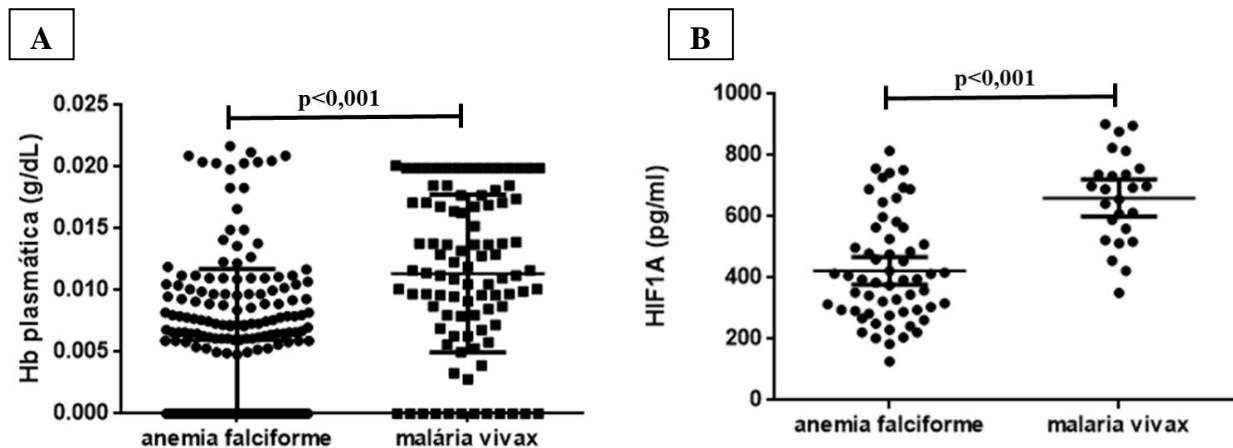 A
p<0,001
Hb plasmática (g/dL)
0.025
0.020
0.015
0.010
0.005
0.000
anemia falciforme
malária vivax
B
p<0,001
HIF1A (pg/ml)
1000
800
600
400
200
0
anemia falciforme
malaria vivax